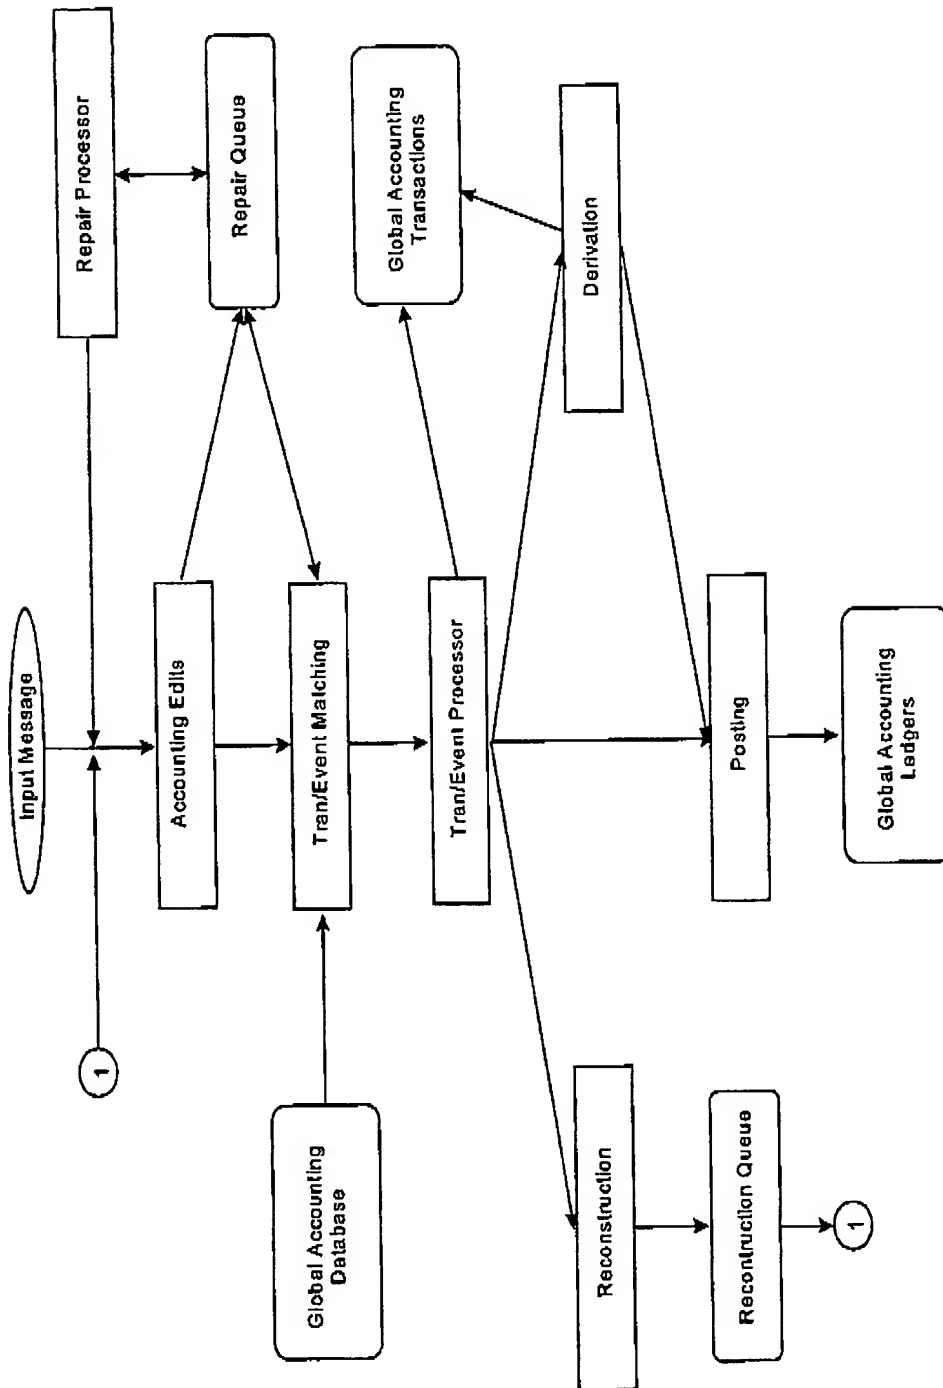 Input Message
Repair Processor
1
Accounting Edits
Repair Queue
Global Accounting
Database
Tran/Event Matching
Global Accounting
Transactions
Tran/Event Processor
Derivation
Reconstruction
Posting
Recontruction Queue
Global Accounting
Ledgers
1